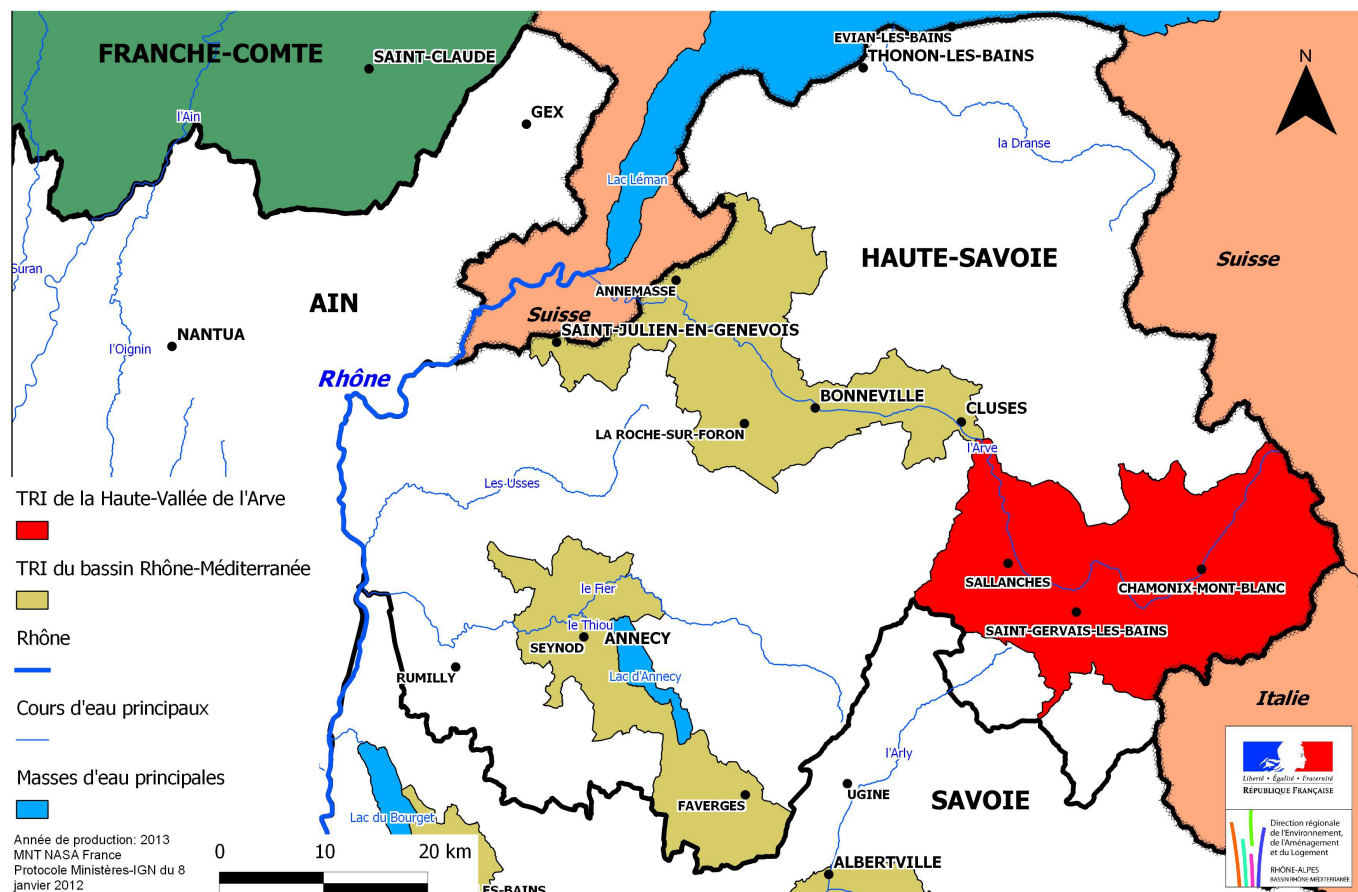 FRANCHE-COMTE
SAINT-CLAUDE
EVIAN-LES-BAINS
THONON-LES-BAINS
N
GEX
l'Ain
la Dranse
Lac Léman
HAUTE-SAVOIE
Suisse
Suran
ANNEMASSE
AIN
Suisse
SAINT-JULIEN-EN-GENEVOIS
NANTUA
l'Oignin
Rhône
BONNEVILLE
CLUSES
LA ROCHE-SUR-FORON
l'Arve
Les Usses
TRI de la Haute-Vallée de l'Arve
TRI du bassin Rhône-Méditerranée
SALLANCHES
CHAMONIX-MONT-BLANC
le Fier
le Thiou
SAINT-GERVAIS-LES-BAINS
Rhône
ANNECY
SEYNOD
RUMILLY
Lac d'Annecy
Cours d'eau principaux
Italie
l'Arly
Masses d'eau principales
UGINE
SAVOIE
FAVERGES
Lac du Bourget
Année de production: 2013
MNT NASA France
Protocole Ministères-IGN du 8
janvier 2012
0 10 20 km
ALBERTVILLE
ES-BAINS
Liberté • Égalité • Fraternité
RÉPUBLIQUE FRANÇAISE
Direction régionale
de l'Environnement,
de l'Aménagement
et du Logement
RHÔNE-ALPES
BASSIN RHÔNE-MÉDITERRANÉE